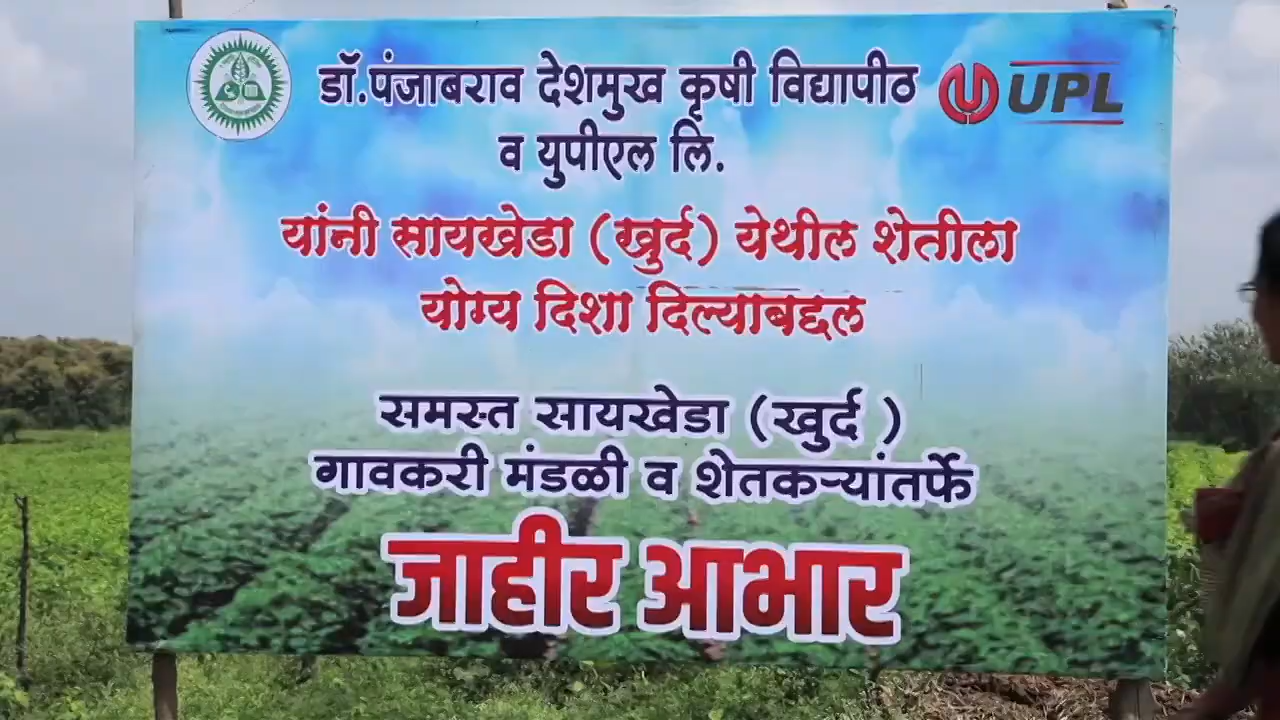 डॉ.पंजाबराव देशमुख कृषी विद्यापीठ
UPL
व युपीएल लि.
यांनी सायखेडा (खुर्द) येथील शेतीला
योग्य दिशा दिल्याबद्दल
समस्त सायखेडा (खुर्द )
गावकरी मंडळी व शेतकऱ्यांतर्फे
जाहीर आभार